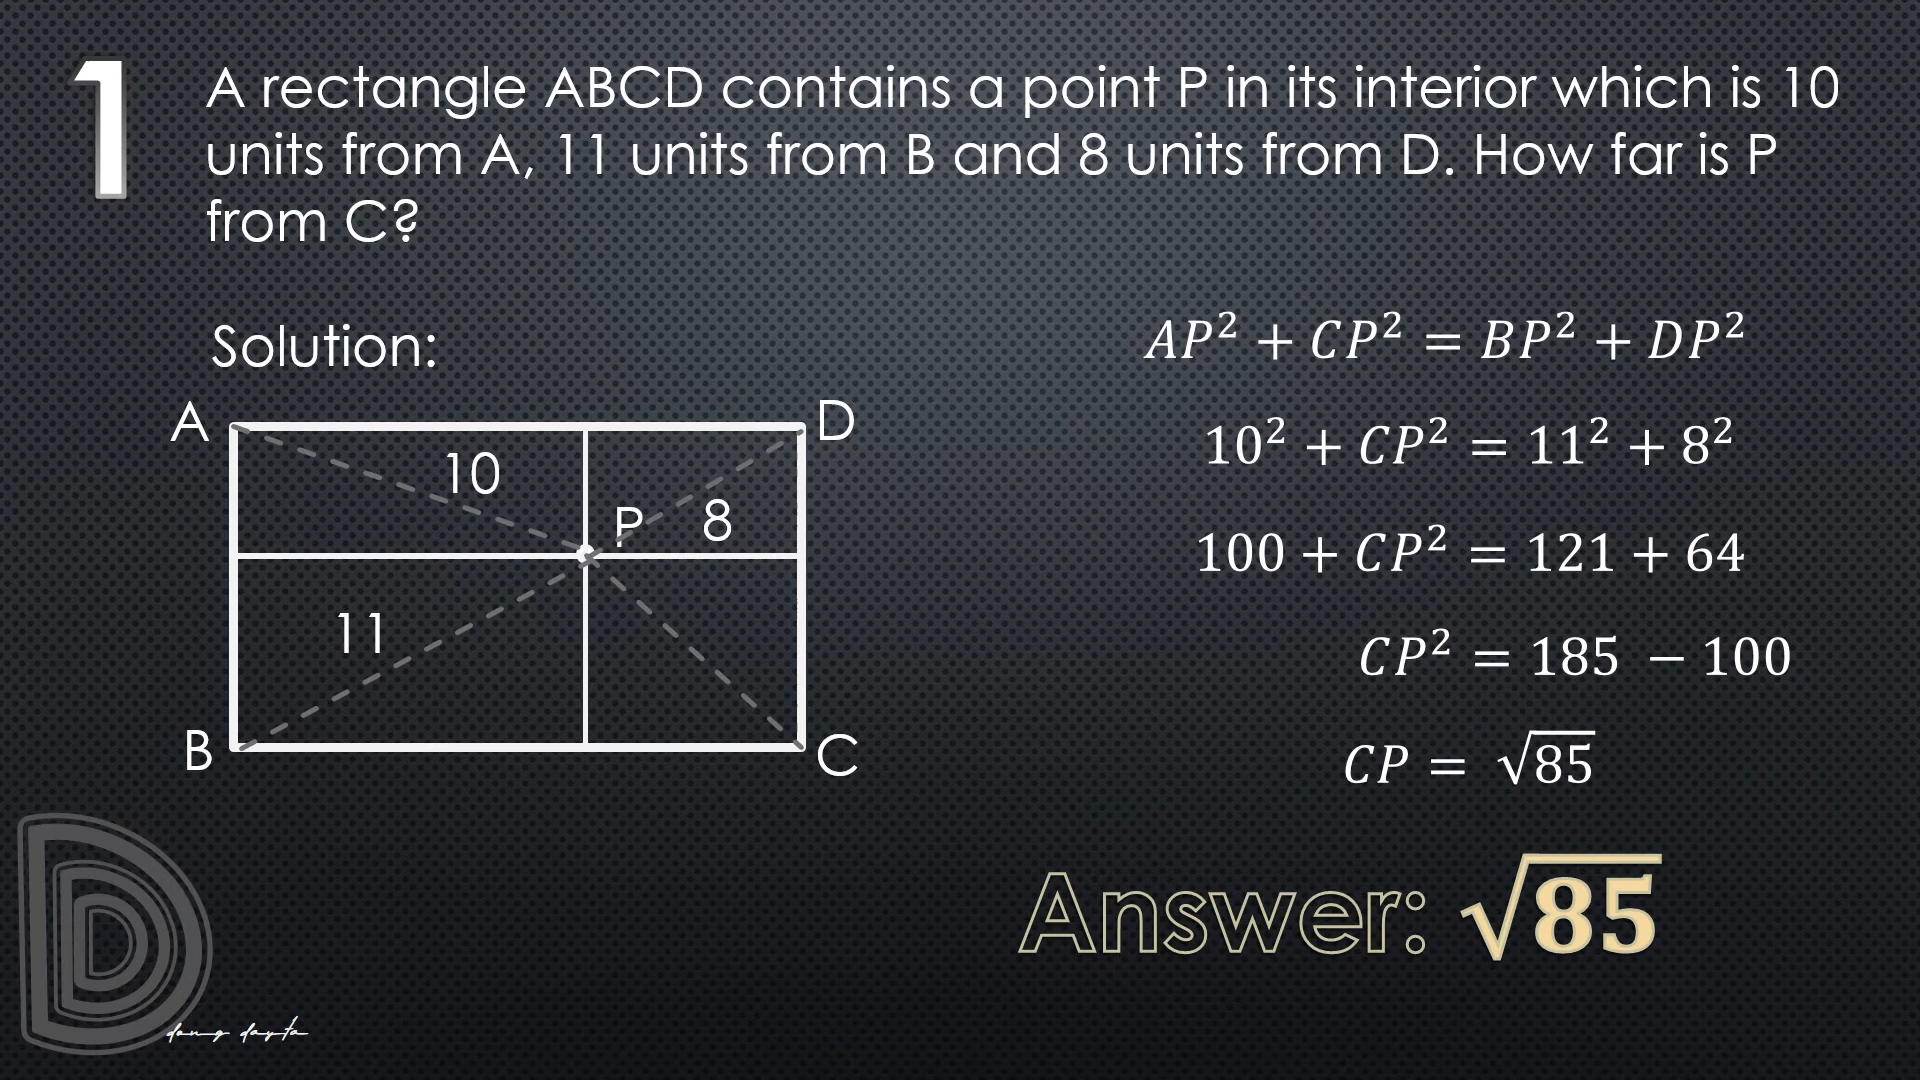 1
A rectangle ABCD contains a point P in its interior which is 10
units from A, 11 units from B and 8 units from D. How far is P
from C?
Solution:
A
D
10
P
8
11
B
C
AP² + CP² = BP² + DP²
10² + CP² = 11² + 8²
100 + CP² = 121 + 64
CP² = 185 − 100
CP = √85
Answer: √85
D
dong dayta